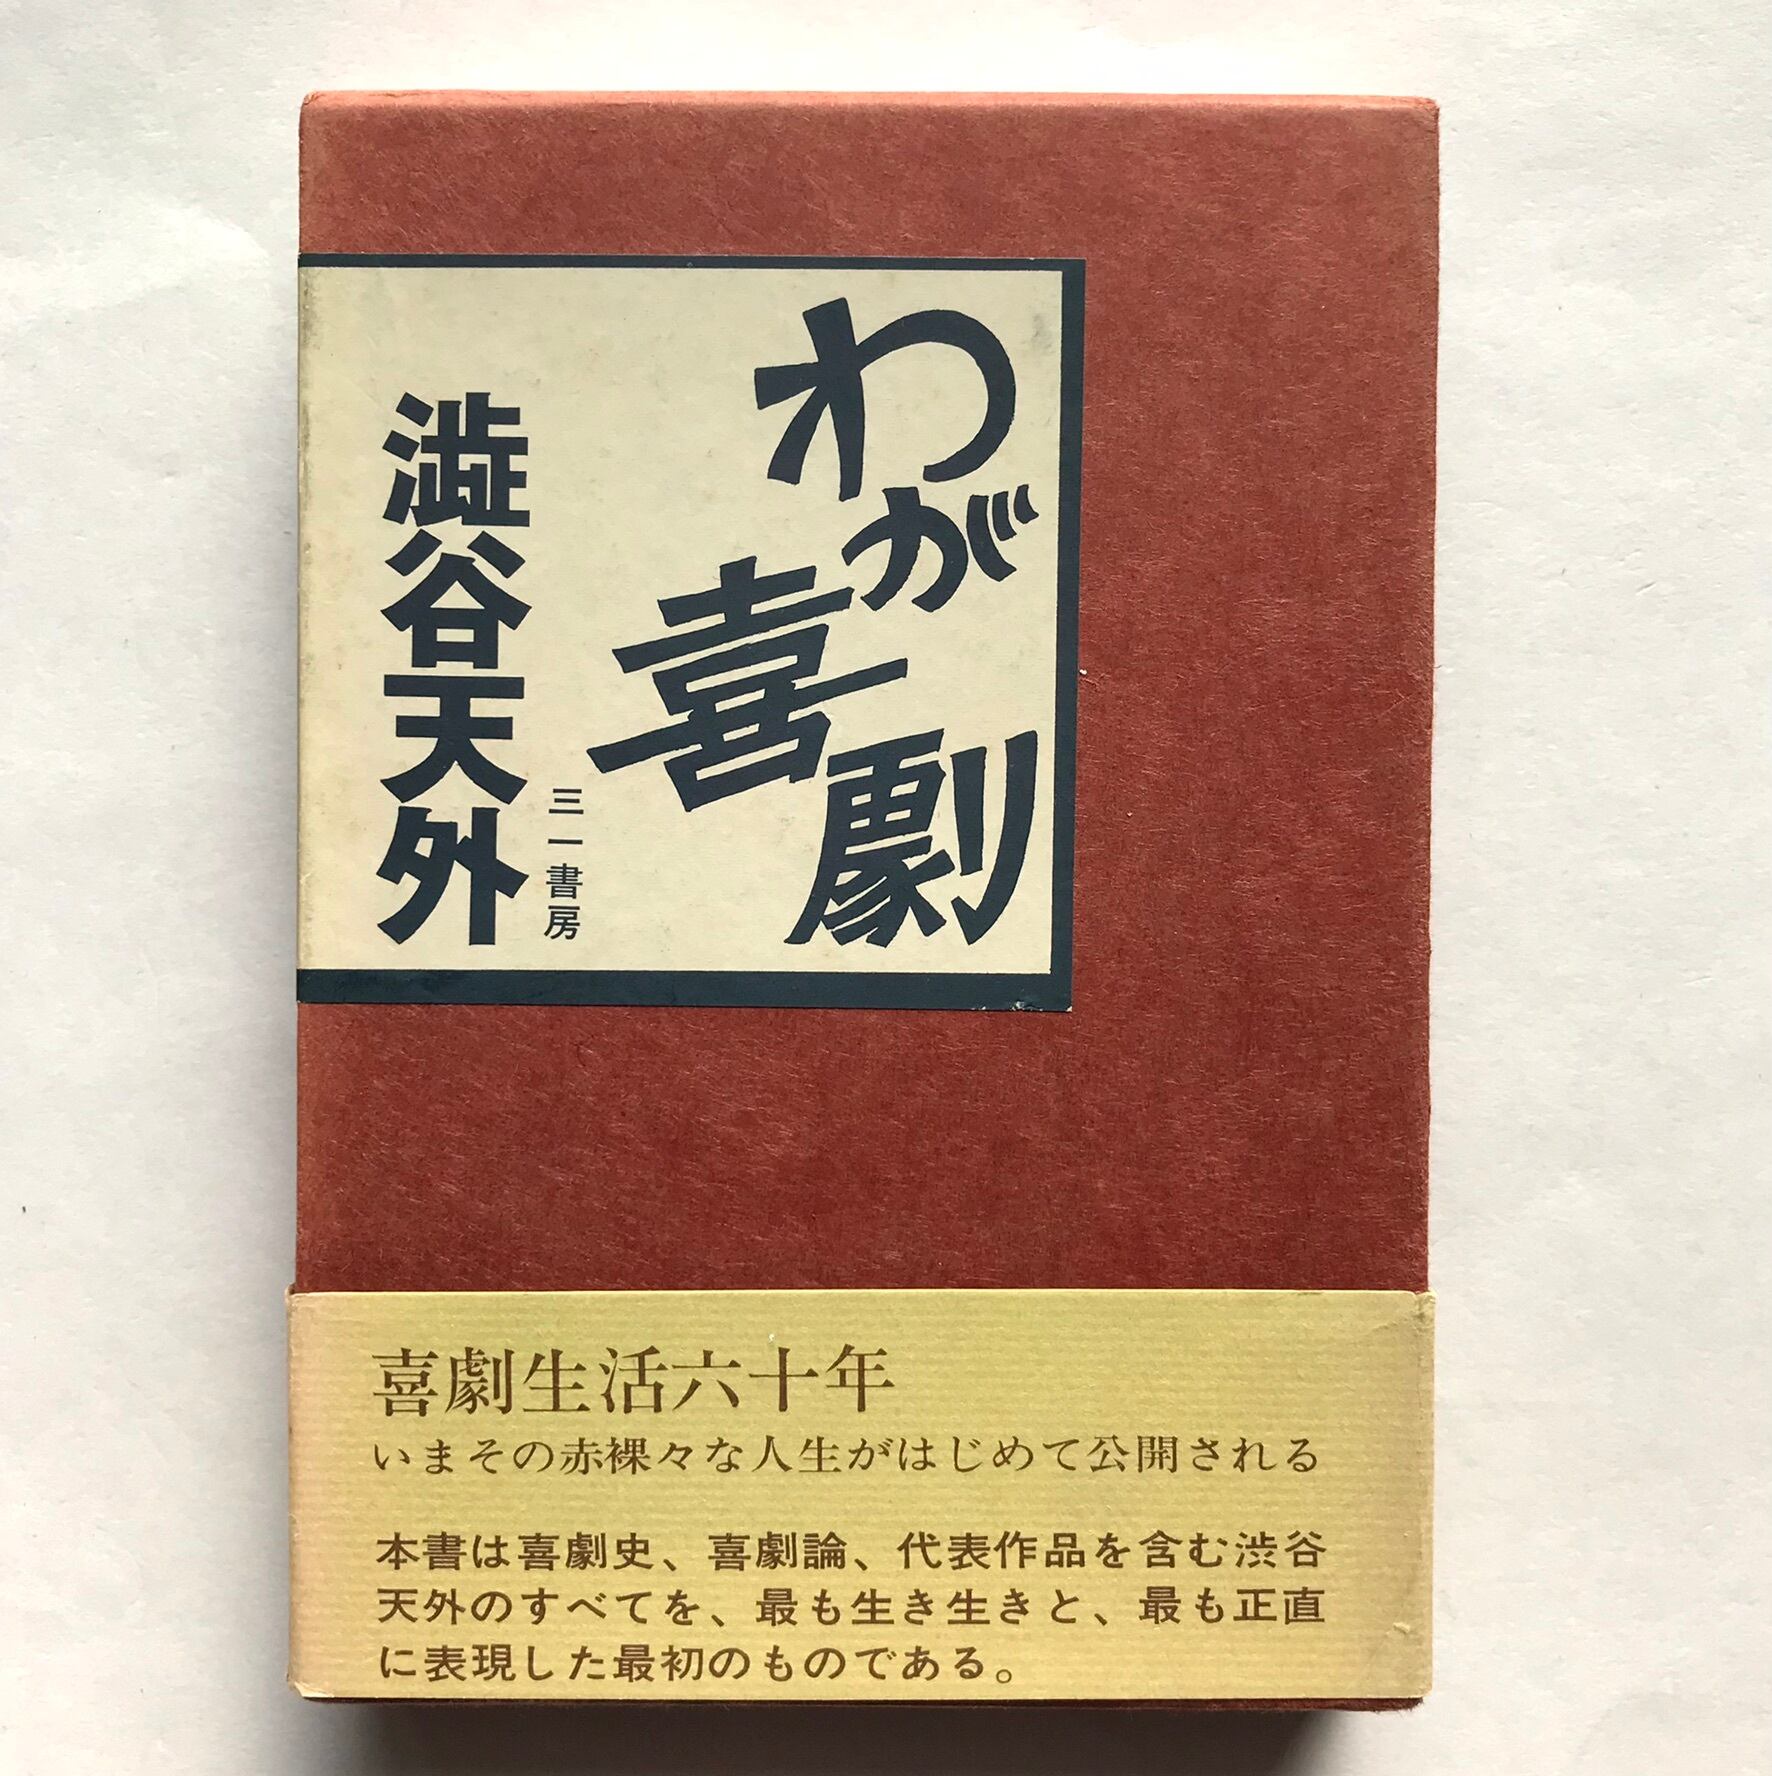 わが喜劇
三一書房
澁谷天外
喜劇生活六十年
いまその赤裸々な人生がはじめて公開される
本書は喜劇史、喜劇論、代表作品を含む渋谷
天外のすべてを、最も生き生きと、最も正直
に表現した最初のものである。